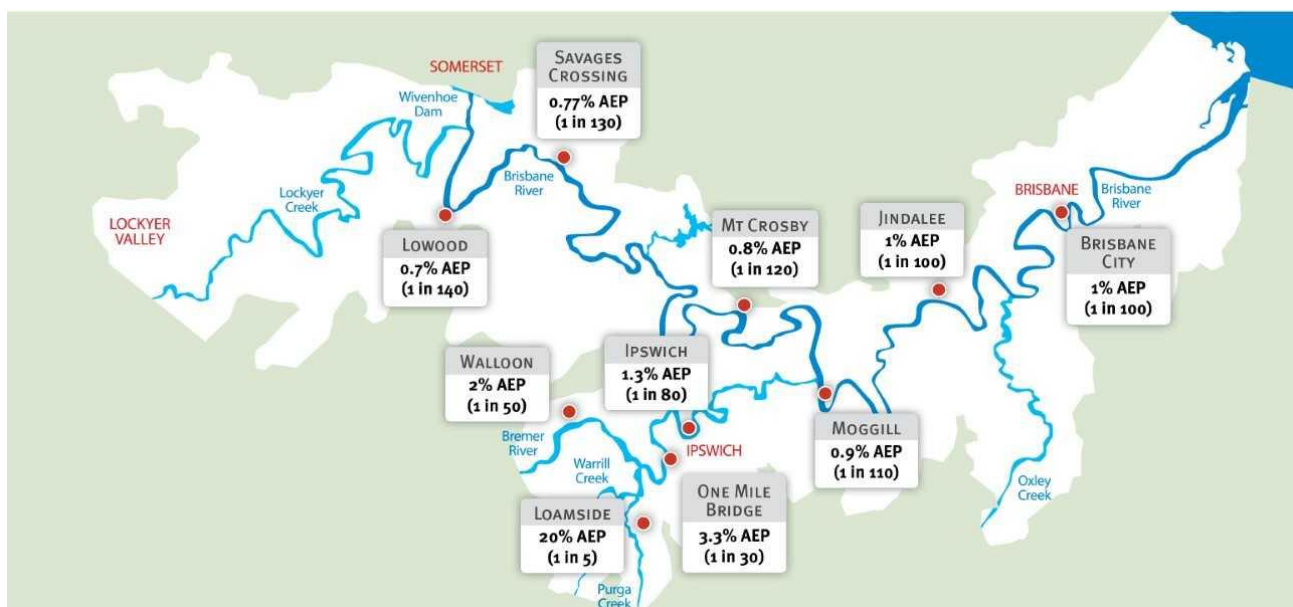 SAVAGES
CROSSING
0.77% AEP
(1 in 130)
SOMERSET
Wivenhoe
Dam
Brisbane
River
Lockyer
Creek
LOCKYER
VALLEY
LOWOOD
0.7% AEP
(1 in 140)
MT CROSBY
0.8% AEP
(1 in 120)
JINDALEE
1% AEP
(1 in 100)
BRISBANE
Brisbane
River
BRISBANE
CITY
1% AEP
(1 in 100)
WALLOON
2% AEP
(1 in 50)
IPSWICH
1.3% AEP
(1 in 80)
Bremer
River
IPSWICH
MOGGILL
0.9% AEP
(1 in 110)
Warrill
Creek
LOAMSIDE
20% AEP
(1 in 5)
ONE MILE
BRIDGE
3.3% AEP
(1 in 30)
Oxley
Creek
Purga
Creek